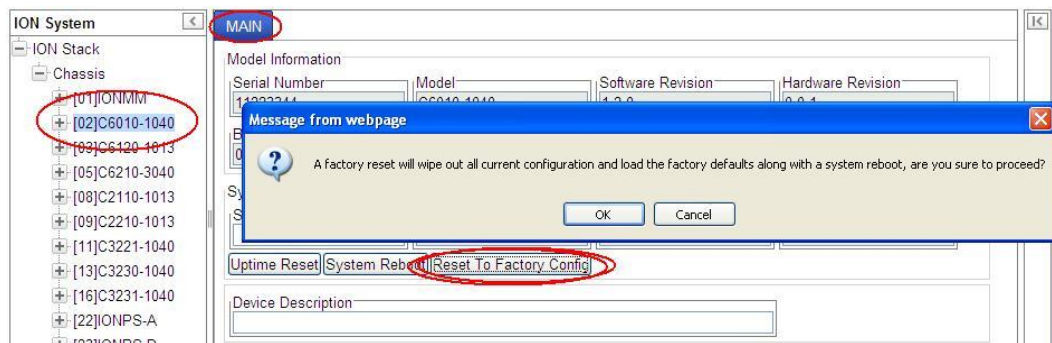 ION System
MAIN
ION Stack
Chassis
[01]IONMM
[02]C6010-1040
[03]C6120-1013
[05]C6210-3040
[08]C2110-1013
[09]C2210-1013
[11]C3221-1040
[13]C3230-1040
[16]C3231-1040
[22]IONPS-A
Model Information
Serial Number
Model
Software Revision
Hardware Revision
11223344
C6010-1040
Message from webpage
A factory reset will wipe out all current configuration and load the factory defaults along with a system reboot, are you sure to proceed?
OK
Cancel
Uptime Reset
System Reboot
Reset To Factory Config
Device Description